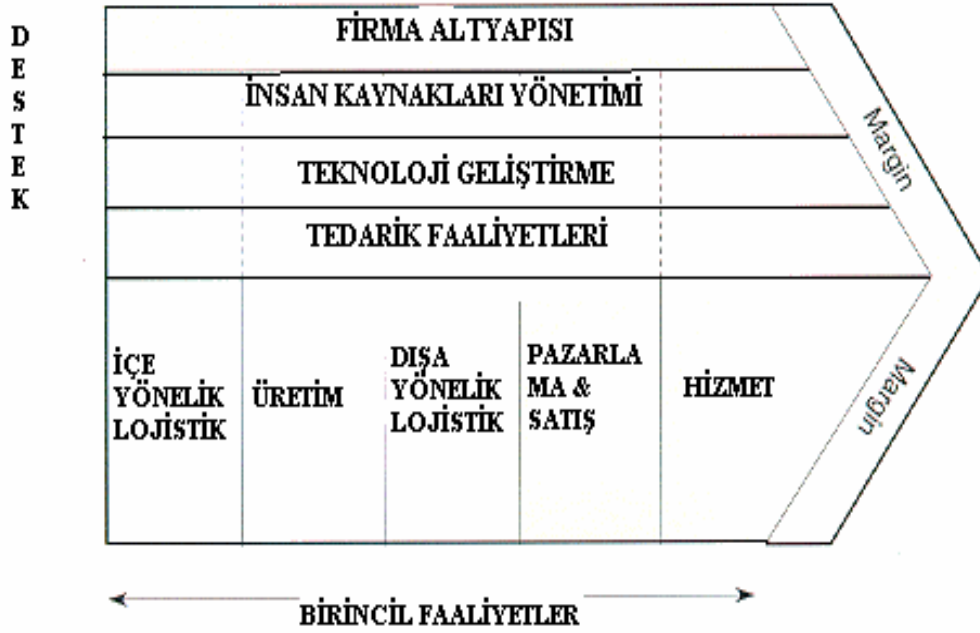 D
E
S
T
E
K
FİRMA ALTYAPISI
İNSAN KAYNAKLARI YÖNETİMİ
TEKNOLOJİ GELİŞTİRME
TEDARİK FAALİYETLERİ
Margin
İÇE
YÖNELİK
LOJİSTİK
ÜRETİM
DIŞA
YÖNELİK
LOJİSTİK
PAZARLA
MA &
SATIŞ
HİZMET
Margin
BİRİNCİL FAALİYETLER